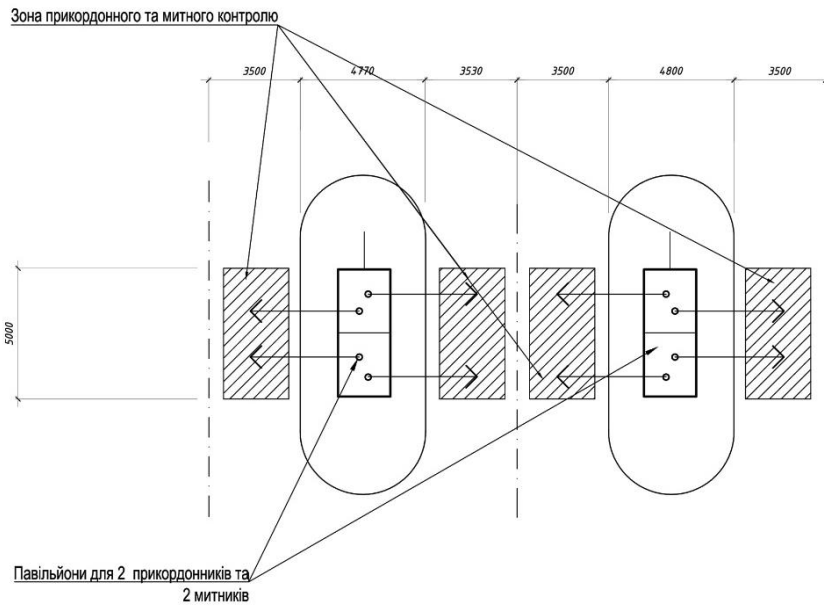 Зона прикордонного та митного контролю
3500 4770 3530 3500 4800 3500
5000
Павільйони для 2 прикордонників та
2 митників